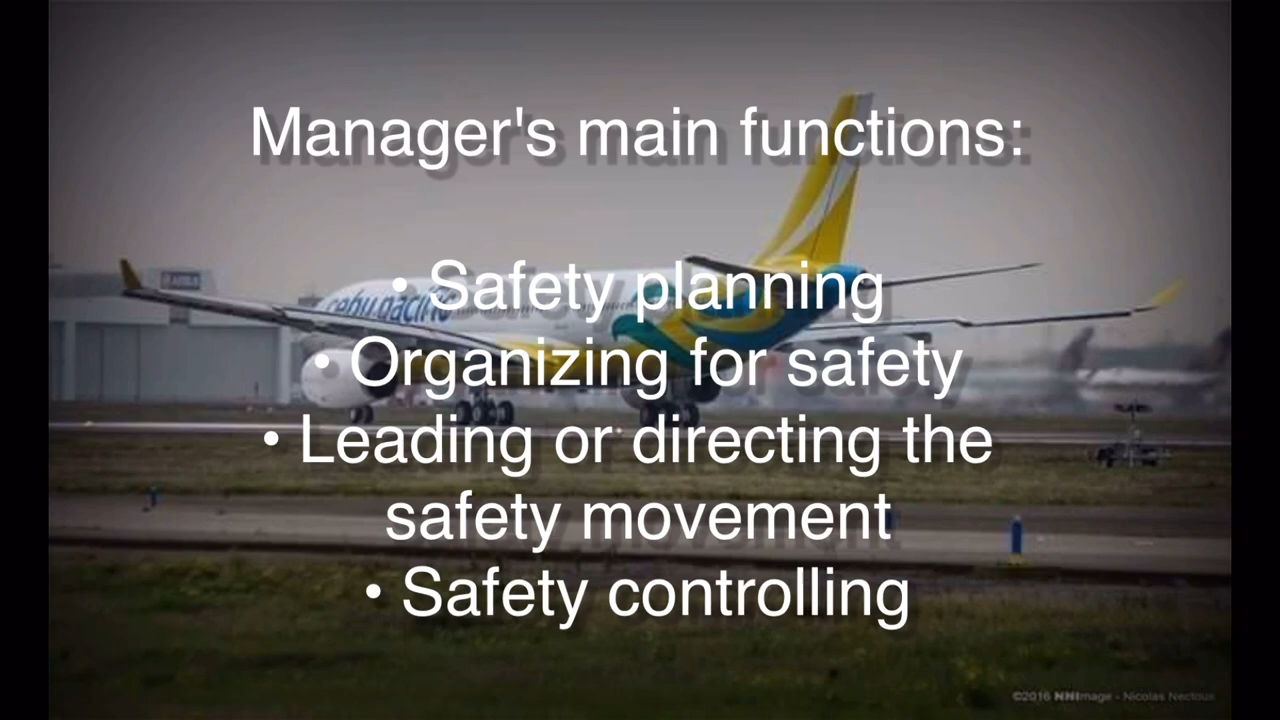 Manager's main functions:
• Safety planning
cebu pacific
• Organizing for safety
• Leading or directing the
safety movement
• Safety controlling
©2016 NNImage - Nicolas Nectoux